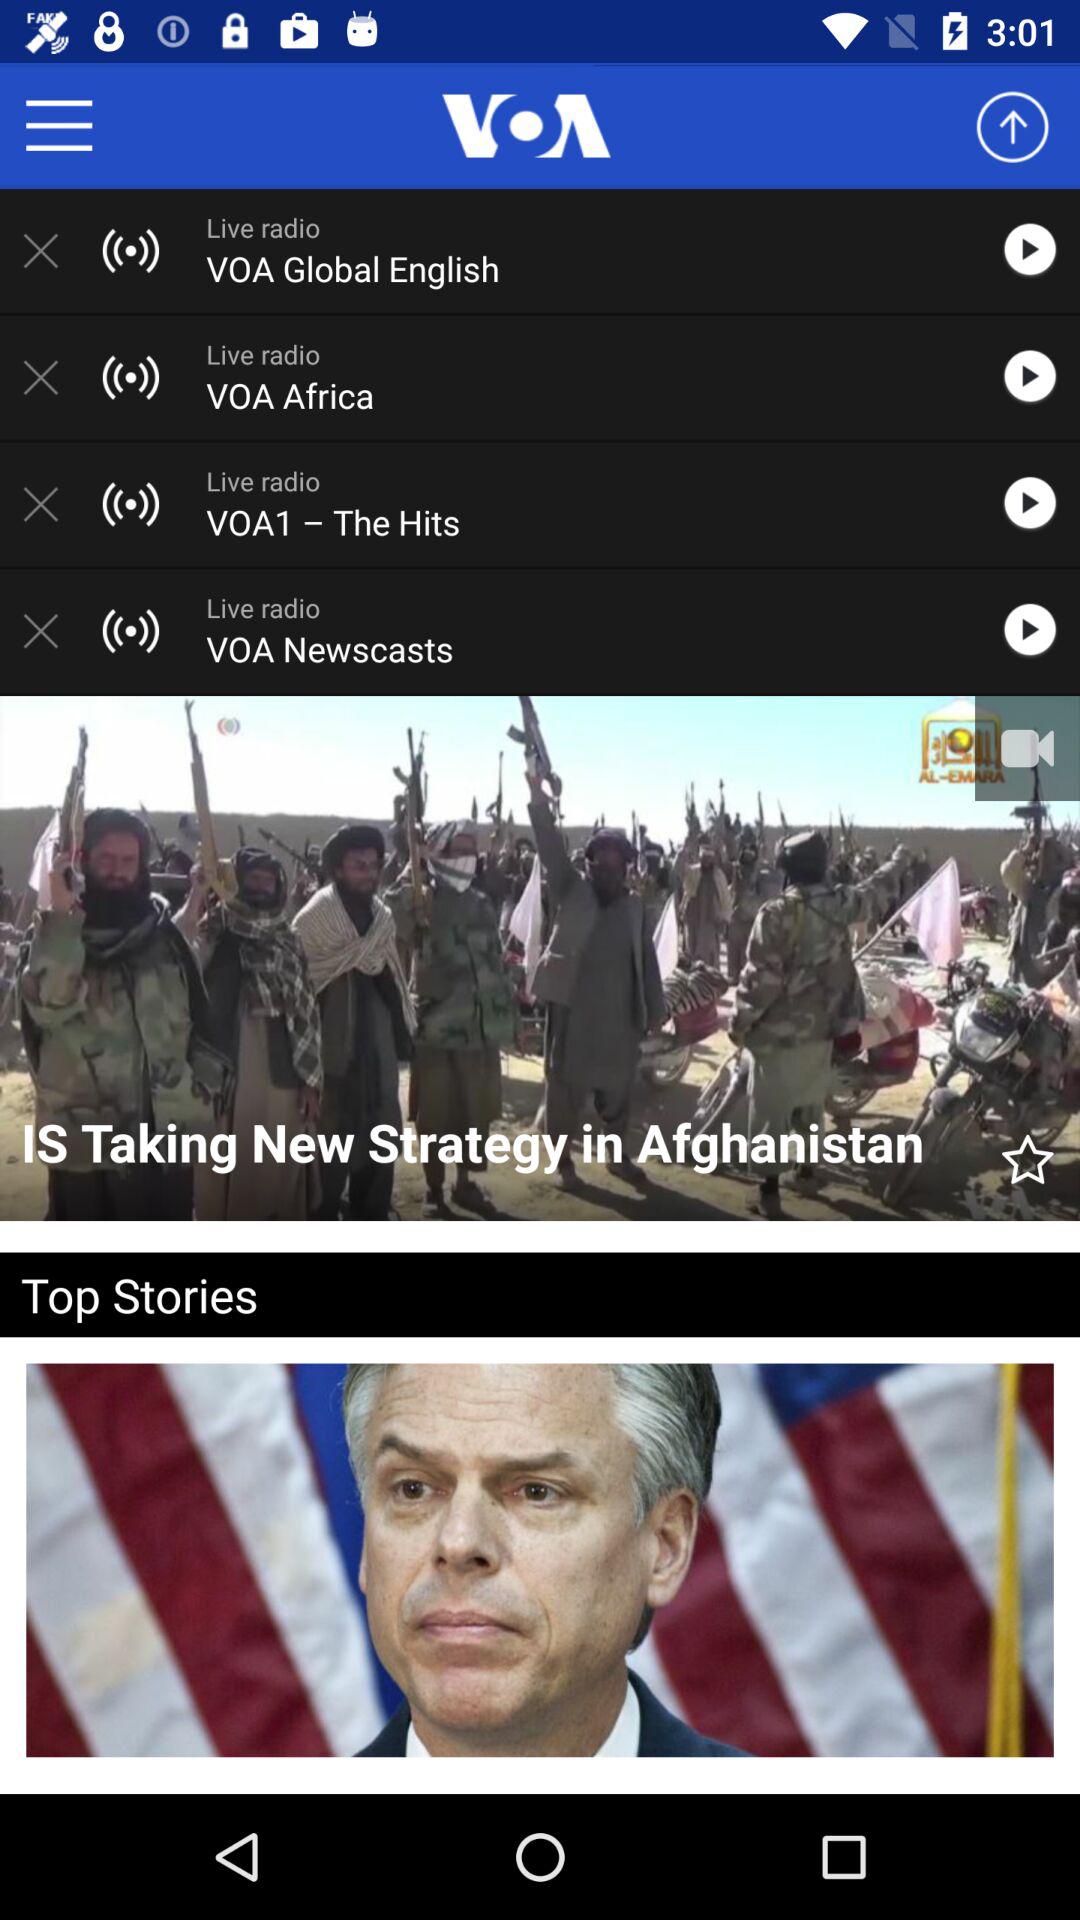 FAKE
3:01
VOA
Live radio
VOA Global English
Live radio
VOA Africa
Live radio
VOA1 – The Hits
Live radio
VOA Newscasts
AL-EMARA
IS Taking New Strategy in Afghanistan
VOA
Top Stories